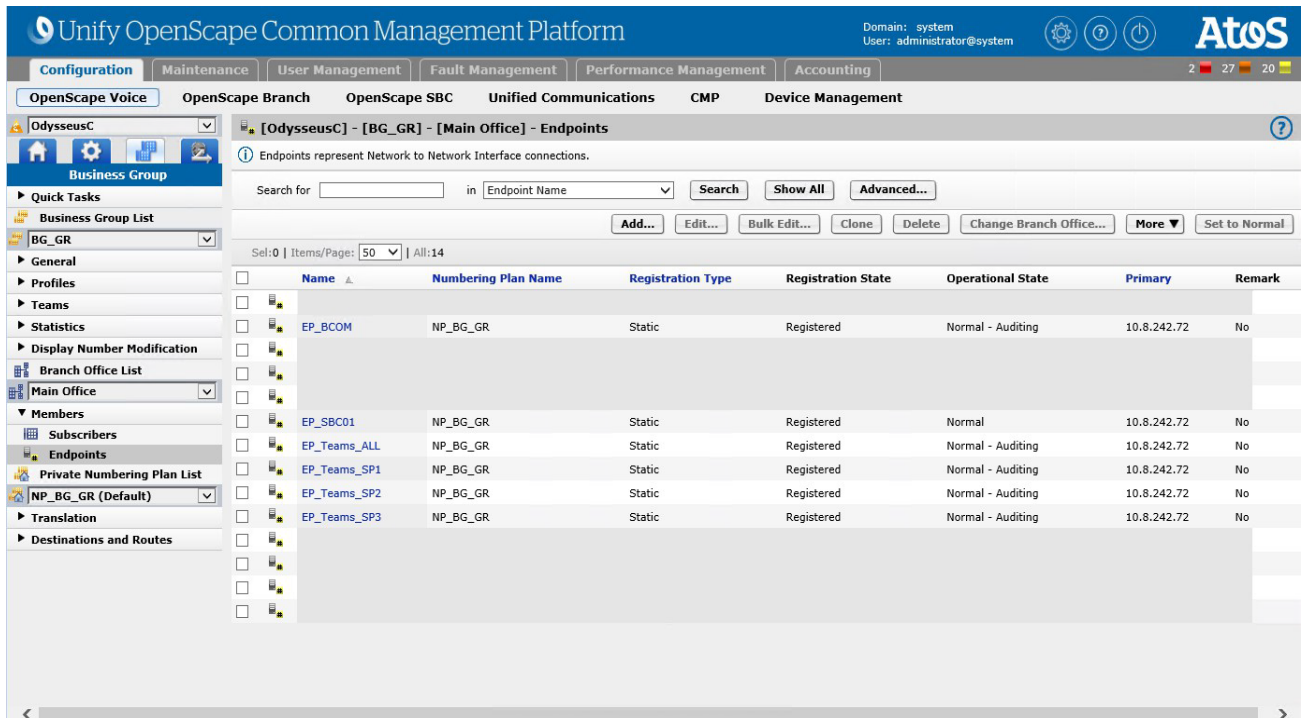 Unify OpenScape Common Management Platform
Domain: system
User: administrator@system
Atos
Configuration Maintenance User Management Fault Management Performance Management Accounting
2 27 20
OpenScape Voice OpenScape Branch OpenScape SBC Unified Communications CMP Device Management
OdysseusC
Business Group
Quick Tasks
Business Group List
BG_GR
General
Profiles
Teams
Statistics
Display Number Modification
Branch Office List
Main Office
Members
Subscribers
Endpoints
Private Numbering Plan List
NP_BG_GR (Default)
Translation
Destinations and Routes
[OdysseusC] - [BG_GR] - [Main Office] - Endpoints
Endpoints represent Network to Network Interface connections.
Search for in Endpoint Name Search Show All Advanced...
Add... Edit... Bulk Edit... Clone Delete Change Branch Office... More ▼ Set to Normal
Sel:0 | Items/Page: 50 | All:14
Name Numbering Plan Name Registration Type Registration State Operational State Primary Remark
EP_BCOM NP_BG_GR Static Registered Normal - Auditing 10.8.242.72 No
EP_SBC01 NP_BG_GR Static Registered Normal 10.8.242.72 No
EP_Teams_ALL NP_BG_GR Static Registered Normal - Auditing 10.8.242.72 No
EP_Teams_SP1 NP_BG_GR Static Registered Normal - Auditing 10.8.242.72 No
EP_Teams_SP2 NP_BG_GR Static Registered Normal - Auditing 10.8.242.72 No
EP_Teams_SP3 NP_BG_GR Static Registered Normal - Auditing 10.8.242.72 No